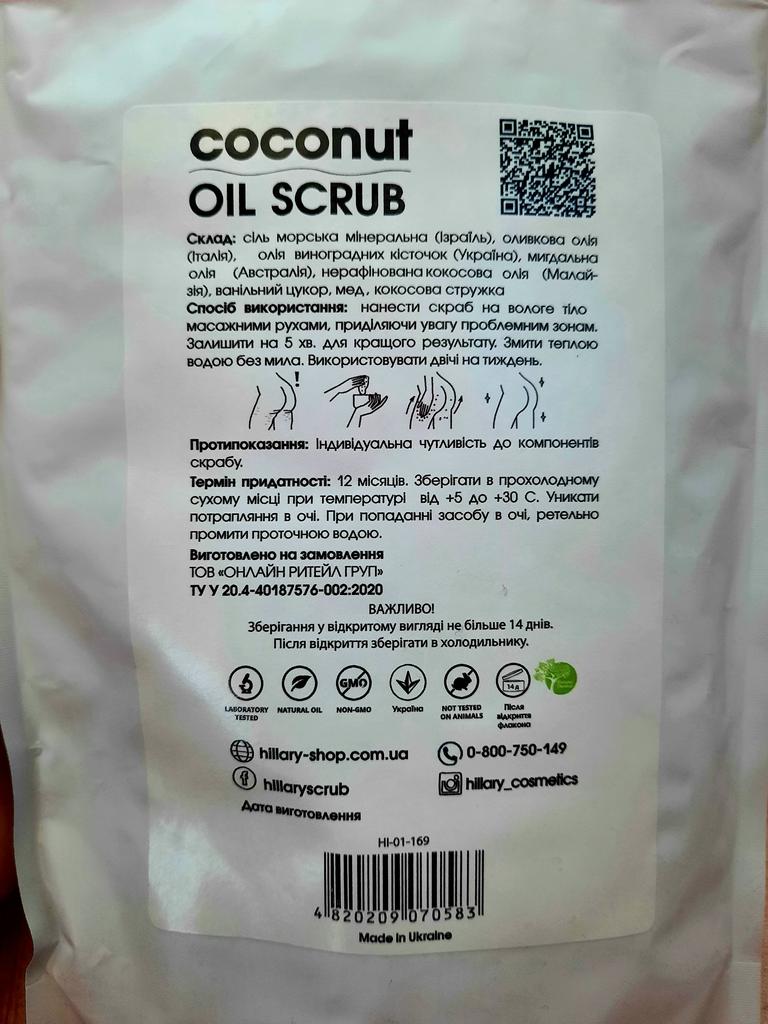 coconut
OIL SCRUB
Склад: сіль морська мінеральна (Ізраїль), оливкова олія
(Італія), олія виноградних кісточок (Україна), мигдальна
олія (Австралія), нерафінована кокосова олія (Малай-
зія), ванільний цукор, мед, кокосова стружка
Спосіб використання: нанести скраб на вологе тіло
масажними рухами, приділяючи увагу проблемним зонам.
Залишити на 5 хв. для кращого результату. Змити теплою
водою без мила. Використовувати двічі на тиждень.
!
Протипоказання: Індивідуальна чутливість до компонентів
скрабу.
Термін придатності: 12 місяців. Зберігати в прохолодному
сухому місці при температурі від +5 до +30 С. Уникати
потрапляння в очі. При попаданні засобу в очі, ретельно
промити проточною водою.
Виготовлено на замовлення
ТОВ «ОНЛАЙН РИТЕЙЛ ГРУП»
ТУ У 20.4-40187576-002:2020
ВАЖЛИВО!
Зберігання у відкритому вигляді не більше 14 днів.
Після відкриття зберігати в холодильнику.
GMO
14 д
LABORATORY TESTED
NATURAL OIL
NON-GMO
Україна
NOT TESTED ON ANIMALS
Після відкриття флакона
hillary-shop.com.ua
0-800-750-149
hillaryscrub
hillary_cosmetics
Дата виготовлення
HI-01-169
4 820209 070583
Made in Ukraine